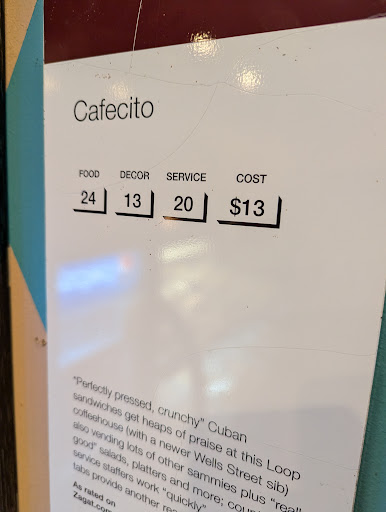 Cafecito
FOOD DECOR SERVICE COST
24 13 20 $13
"Perfectly pressed, crunchy" Cuban
sandwiches get heaps of praise at this Loop
coffeehouse (with a newer Wells Street sib)
also vending lots of other sammies plus "real
good" salads, platters and more;
service staffers work "quickly"
tabs provide another
As rated on
Zagat.com